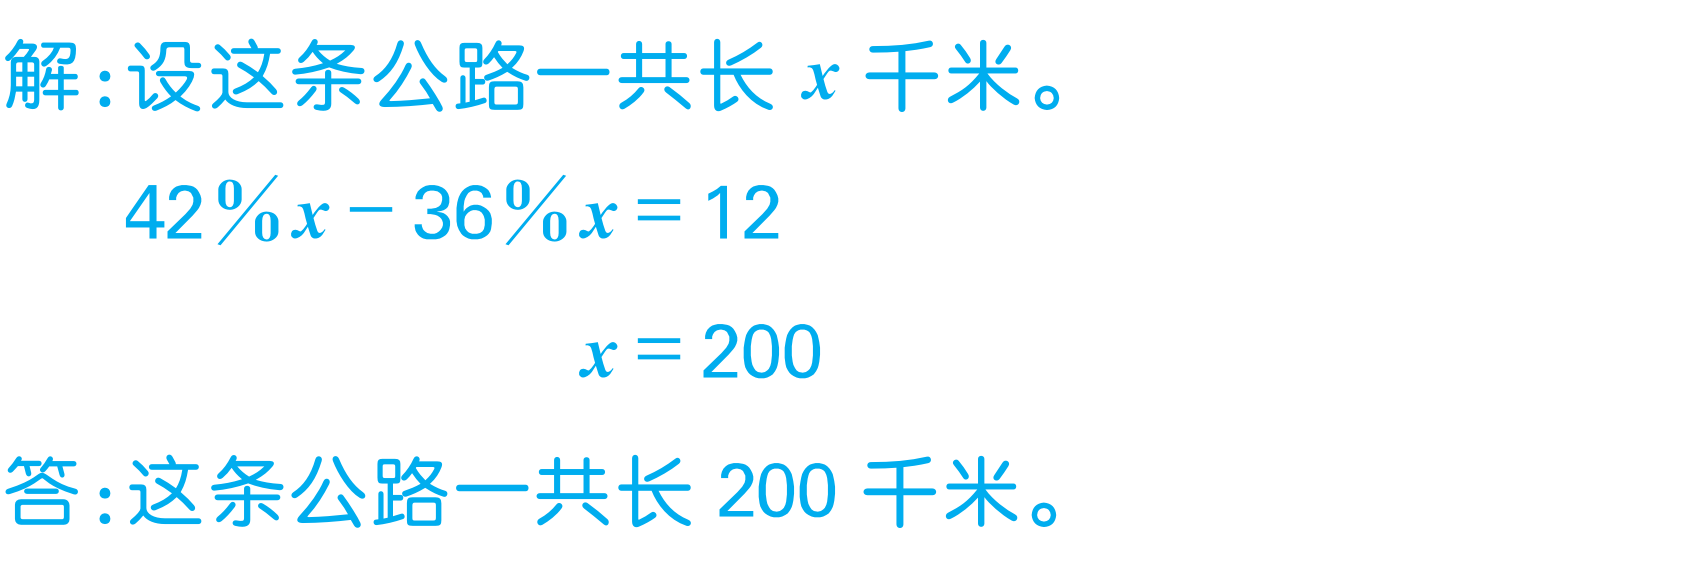 解：设这条公路一共长 x 千米。
42%x－36%x＝12
x＝200
答：这条公路一共长 200 千米。